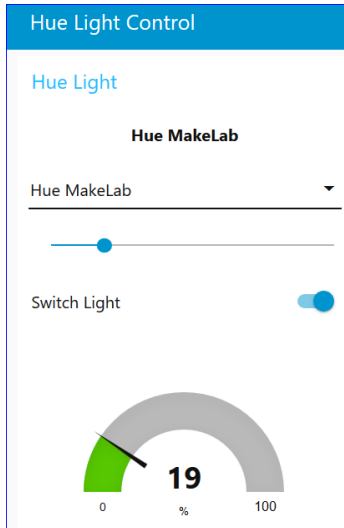 Hue Light Control
Hue Light
Hue MakeLab
Hue MakeLab
Switch Light
19
0 % 100